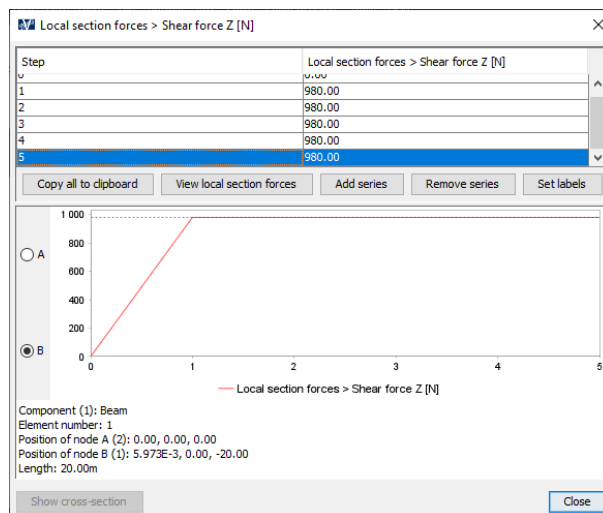 Local section forces > Shear force Z [N]
Step Local section forces > Shear force Z [N]
0 0.00
1 980.00
2 980.00
3 980.00
4 980.00
5 980.00
Copy all to clipboard View local section forces Add series Remove series Set labels
1 000
800
600
400
200
0
A
B
0 1 2 3 4 5
Local section forces > Shear force Z [N]
Component (1): Beam
Element number: 1
Position of node A (2): 0.00, 0.00, 0.00
Position of node B (1): 5.973E-3, 0.00, -20.00
Length: 20.00m
Show cross-section Close